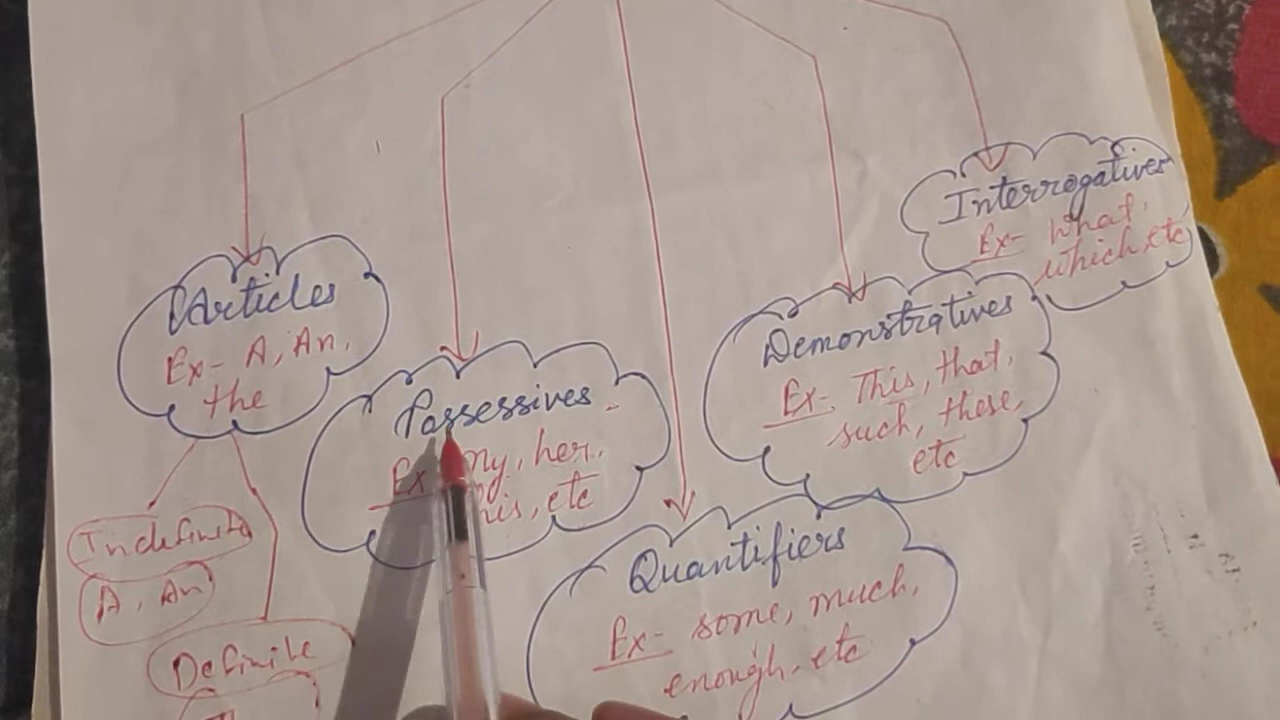 Articles
Ex- A, An,
the
Indefinite
A, An
Definite
Possessives
Ex my, her,
his, etc
Quantifiers
Ex- some, much,
enough, etc
Demonstratives
Ex- This, that,
such, these,
etc
Interrogatives
Ex- What,
which etc